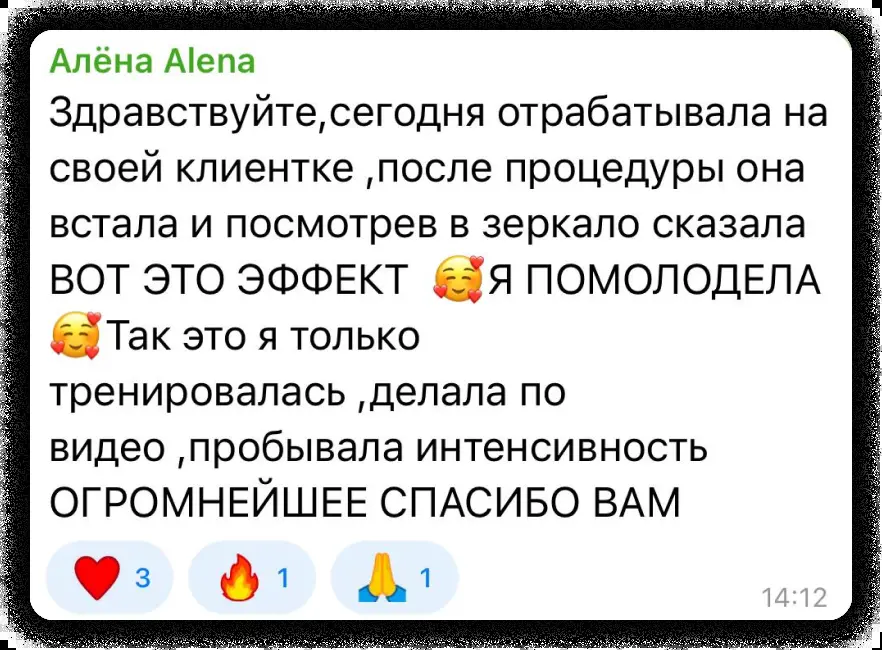 Алёна Alena
Здравствуйте,сегодня отрабатывала на
своей клиентке ,после процедуры она
встала и посмотрев в зеркало сказала
ВОТ ЭТО ЭФФЕКТ 🥰Я ПОМОЛОДЕЛА
🥰Так это я только
тренировалась ,делала по
видео ,пробывала интенсивность
ОГРОМНЕЙШЕЕ СПАСИБО ВАМ
❤️ 3 🔥 1 🙏 1
14:12